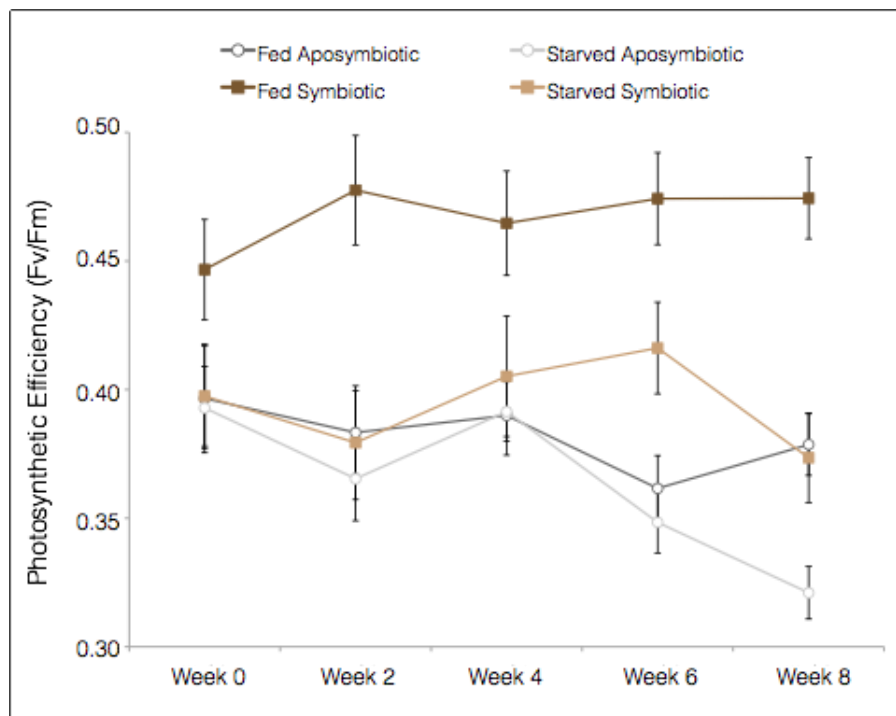 Fed Aposymbiotic Starved Aposymbiotic
Fed Symbiotic Starved Symbiotic
0.50
0.45
0.40
0.35
0.30
Photosynthetic Efficiency (Fv/Fm)
Week 0 Week 2 Week 4 Week 6 Week 8